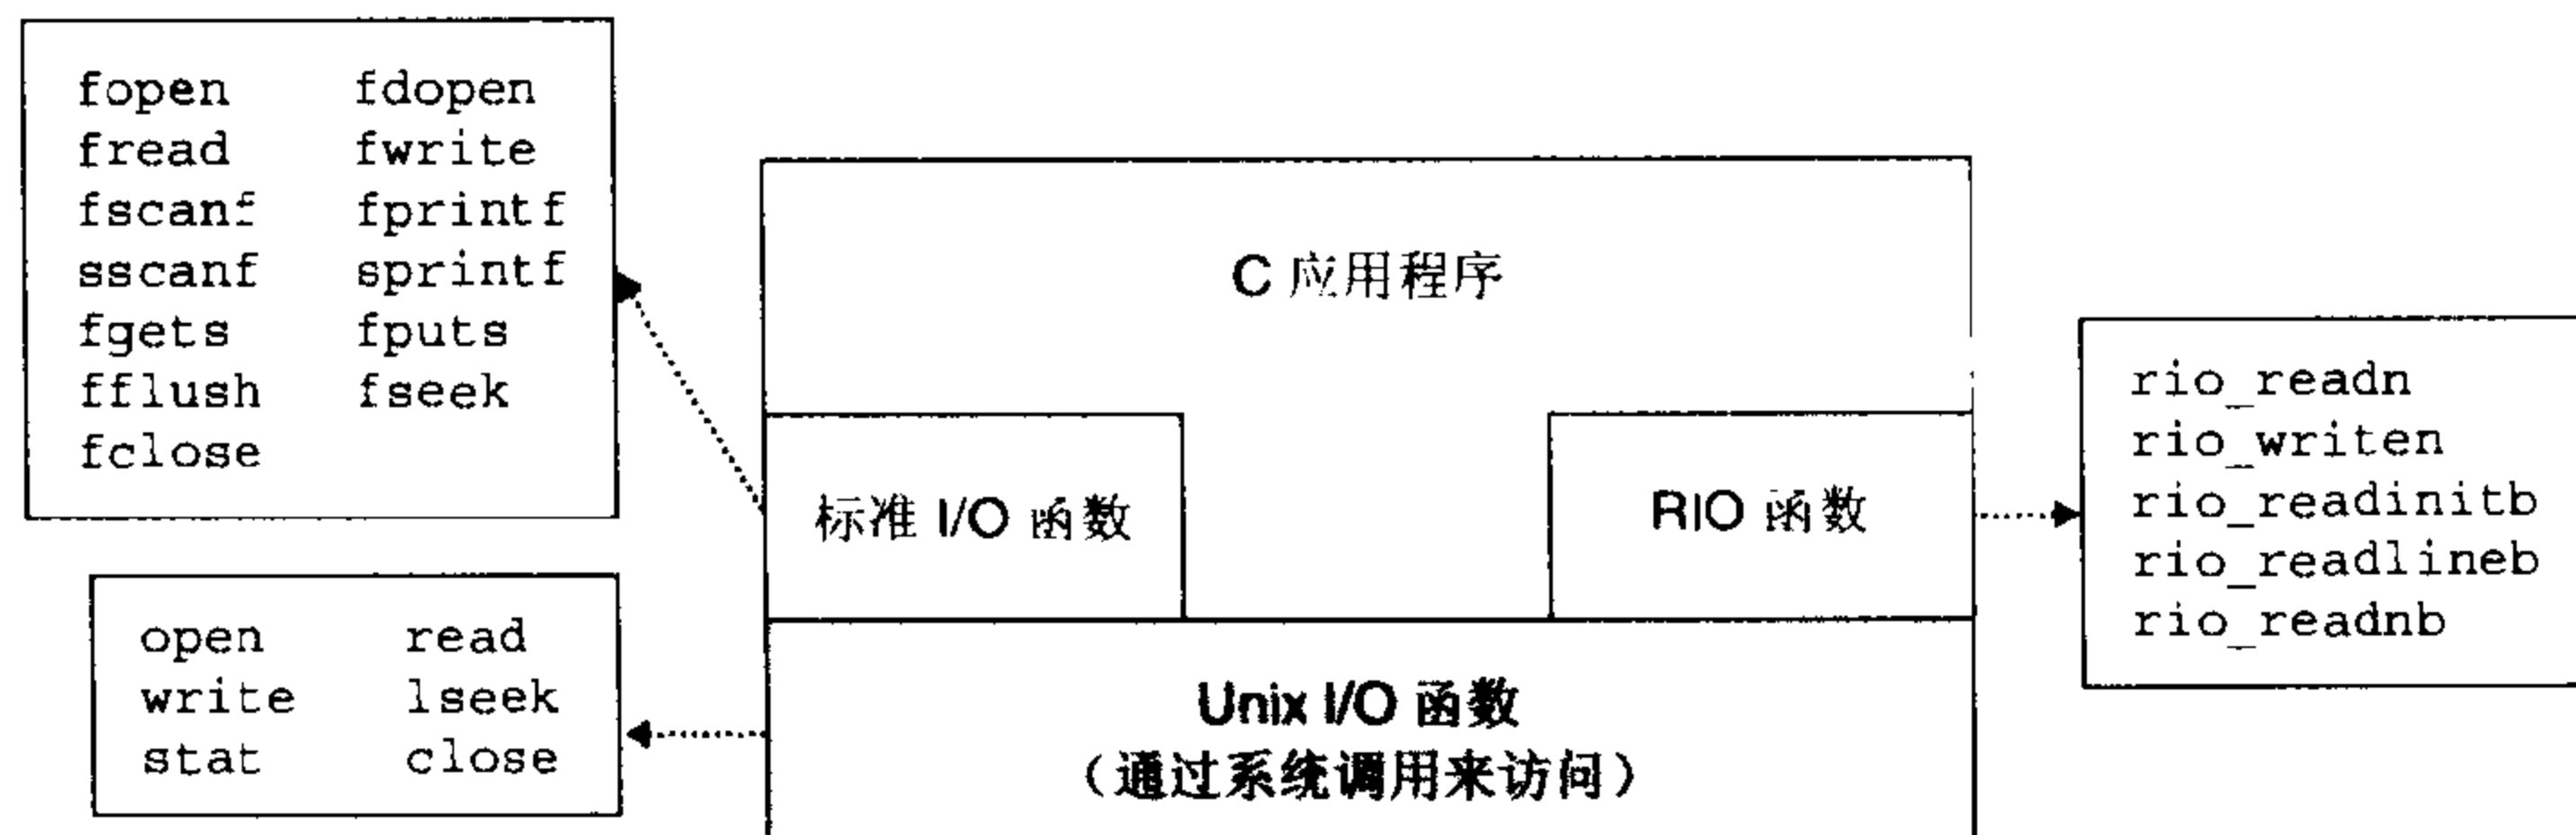 fopen fdopen
fread fwrite
fscanf fprintf
sscanf sprintf
fgets fputs
fflush fseek
fclose
open read
write lseek
stat close
C 应用程序
标准 I/O 函数
RIO 函数
Unix I/O 函数
（通过系统调用来访问）
rio_readn
rio_writen
rio_readinitb
rio_readlineb
rio_readnb